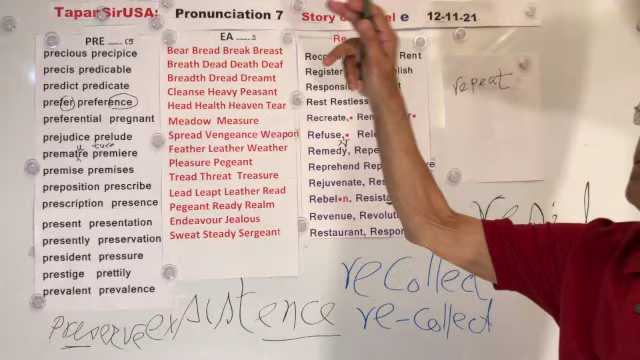 Tapan SirUSA: Pronunciation 7 Story of e 12-11-21
PRE
precious precipice
precis predicable
predict predicate
prefer preference
preferential pregnant
prejudice prelude
premature premiere
premise premises
preposition prescribe
prescription presence
present presentation
presently preservation
president pressure
prestige prettily
prevalent prevalence
EA
Bear Bread Break Breast
Breath Dead Death Deaf
Breadth Dread Dreamt
Cleanse Heavy Peasant
Head Health Heaven Tear
Meadow Measure
Spread Vengeance Weapon
Feather Leather Weather
Pleasure Pegeant
Tread Threat Treasure
Lead Leapt Leather Read
Pegeant Ready Realm
Endeavour Jealous
Sweat Steady Sergeant
Re
Rent
Register
Rest Restless
Recreate,
Refuse,
Remedy,
Reprehend
Rejuvenate,
Rebel
Revenue,
Restaurant,
repeat
Preserve existence
recollect
re-collect